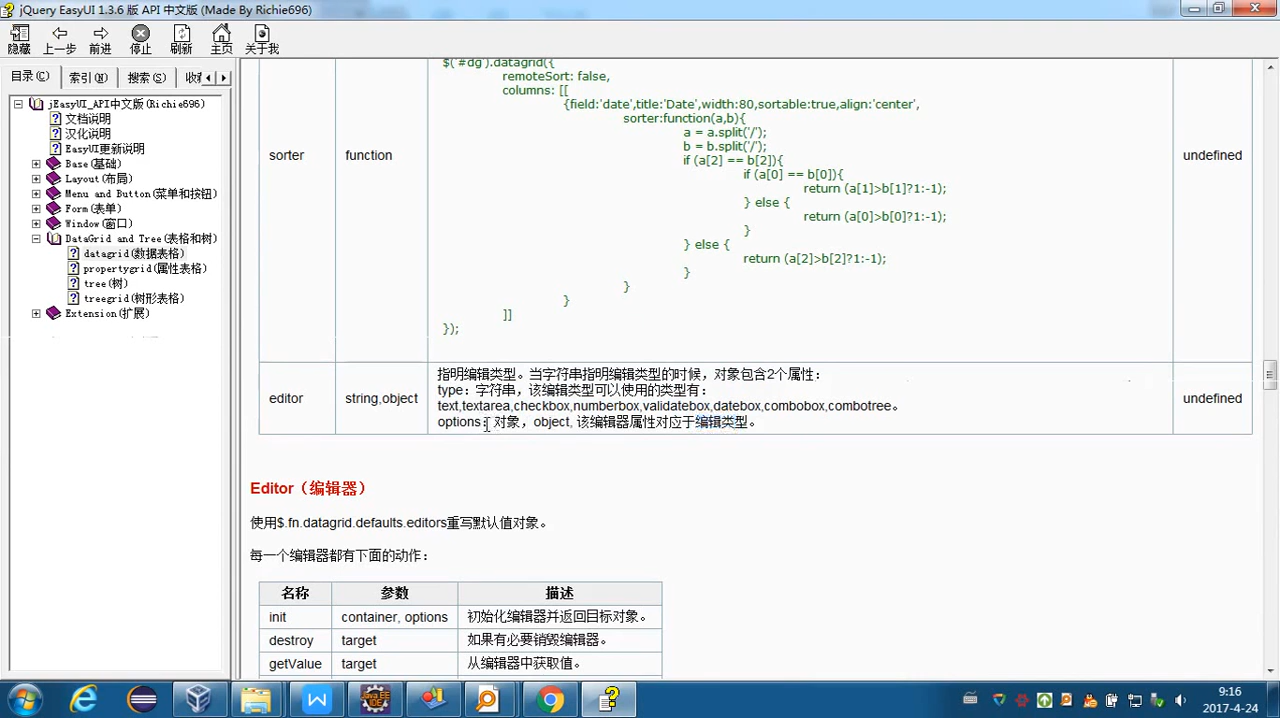 jQuery EasyUI 1.3.6 版 API 中文版 (Made By Richie696)
隐藏 上一步 前进 停止 刷新 主页 关于我
目录(C) 索引(N) 搜索(S)
jEasyUI_API中文版(Richie696)
文档说明
汉化说明
EasyUI更新说明
Base(基础)
Layout(布局)
Menu and Button(菜单和按钮)
Form(表单)
Window(窗口)
DataGrid and Tree(表格和树)
datagrid(数据表格)
propertygrid(属性表格)
tree(树)
treegrid(树形表格)
Extension(扩展)
sorter function undefined
$('#dg').datagrid({
remoteSort: false,
columns: [[
{field:'date',title:'Date',width:80,sortable:true,align:'center',
sorter:function(a,b){
a = a.split('/');
b = b.split('/');
if (a[2] == b[2]){
if (a[0] == b[0]){
return (a[1]>b[1]?1:-1);
} else {
return (a[0]>b[0]?1:-1);
}
} else {
return (a[2]>b[2]?1:-1);
}
}
}
]]
});
editor string,object undefined
指明编辑类型。当字符串指明编辑类型的时候，对象包含2个属性：
type：字符串，该编辑类型可以使用的类型有：
text,textarea,checkbox,numberbox,validatebox,datebox,combobox,combotree。
options：对象，object, 该编辑器属性对应于编辑类型。
Editor（编辑器）
使用$.fn.datagrid.defaults.editors重写默认值对象。
每一个编辑器都有下面的动作：
名称 参数 描述
init container, options 初始化编辑器并返回目标对象。
destroy target 如果有必要销毁编辑器。
getValue target 从编辑器中获取值。
9:16
2017-4-24